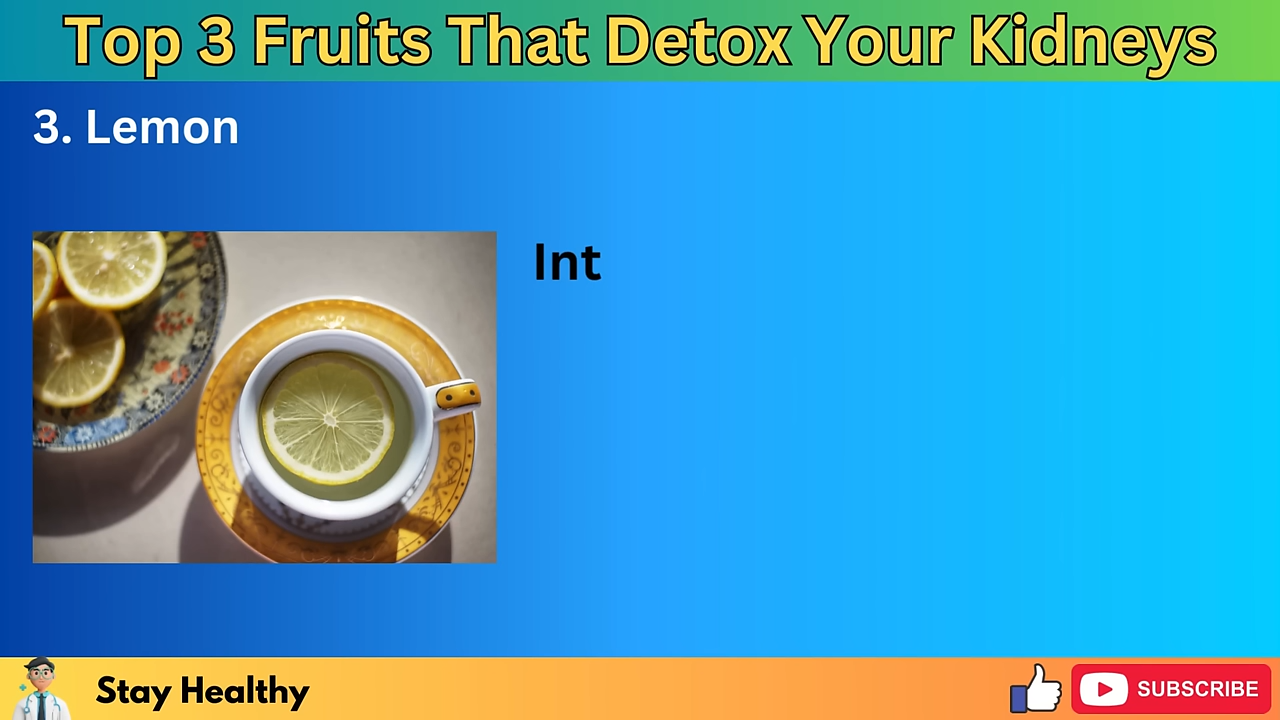 Top 3 Fruits That Detox Your Kidneys
3. Lemon
Int
Stay Healthy
SUBSCRIBE